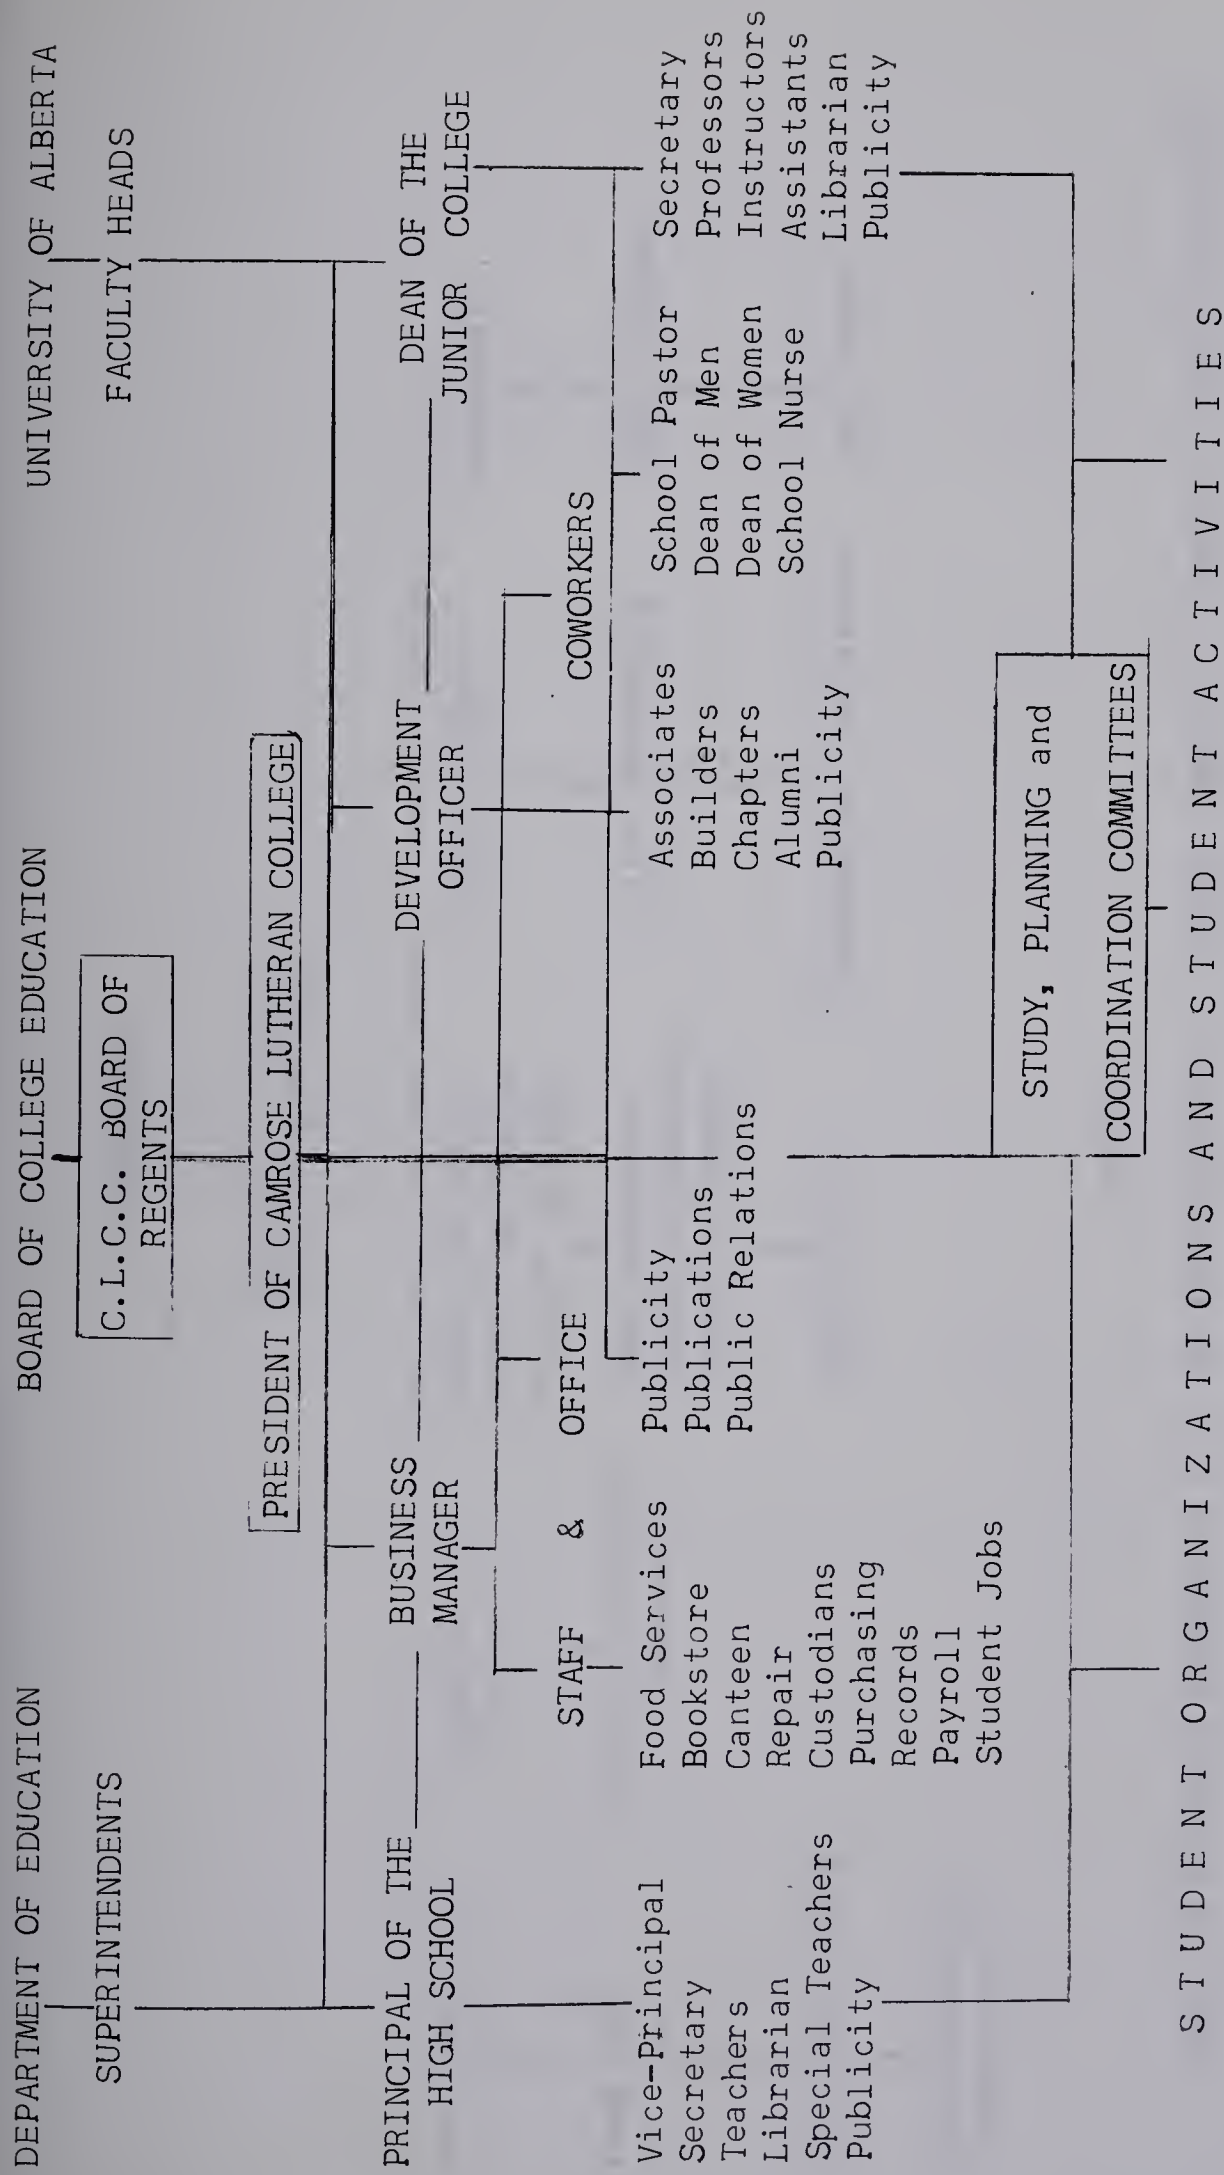 DEPARTMENT OF EDUCATION
BOARD OF COLLEGE EDUCATION
UNIVERSITY OF ALBERTA
SUPERINTENDENTS
C.L.C.C. BOARD OF
REGENTS
FACULTY HEADS
PRESIDENT OF CAMROSE LUTHERAN COLLEGE
PRINCIPAL OF THE
HIGH SCHOOL
BUSINESS
MANAGER
DEVELOPMENT
OFFICER
DEAN OF THE
JUNIOR COLLEGE
STAFF & OFFICE
COWORKERS
Vice-Principal
Secretary
Teachers
Librarian
Special Teachers
Publicity
Food Services
Bookstore
Canteen
Repair
Custodians
Purchasing
Records
Payroll
Student Jobs
Publicity
Publications
Public Relations
Associates
Builders
Chapters
Alumni
Publicity
School Pastor
Dean of Men
Dean of Women
School Nurse
Secretary
Professors
Instructors
Assistants
Librarian
Publicity
STUDY, PLANNING and
COORDINATION COMMITTEES
STUDENT ORGANIZATIONS AND STUDENT ACTIVITIES